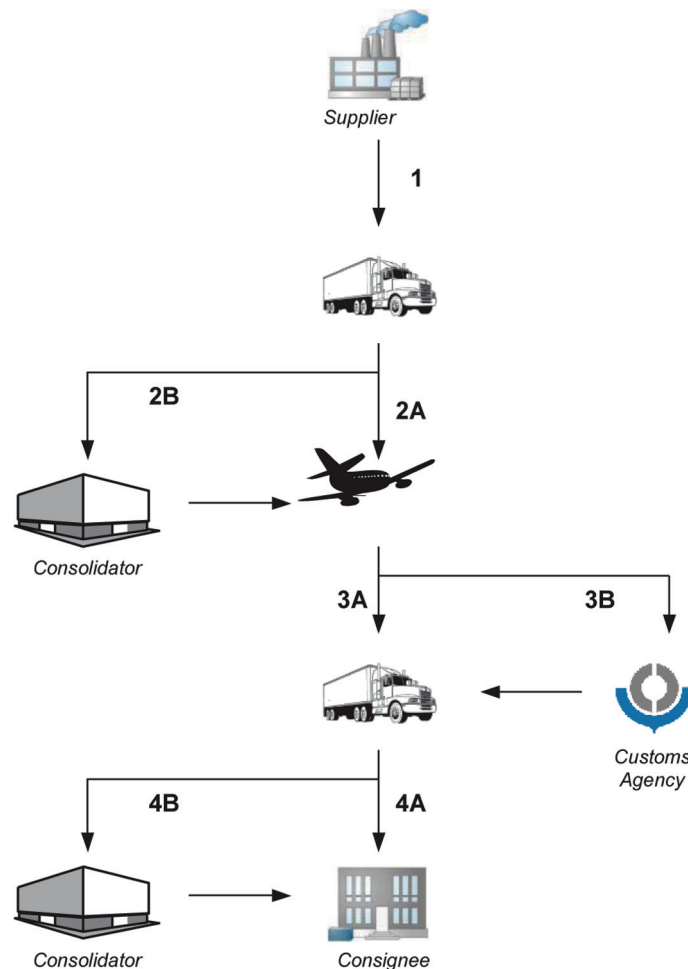 Supplier
1
2B
2A
Consolidator
3A
3B
Customs
Agency
4B
4A
Consolidator
Consignee